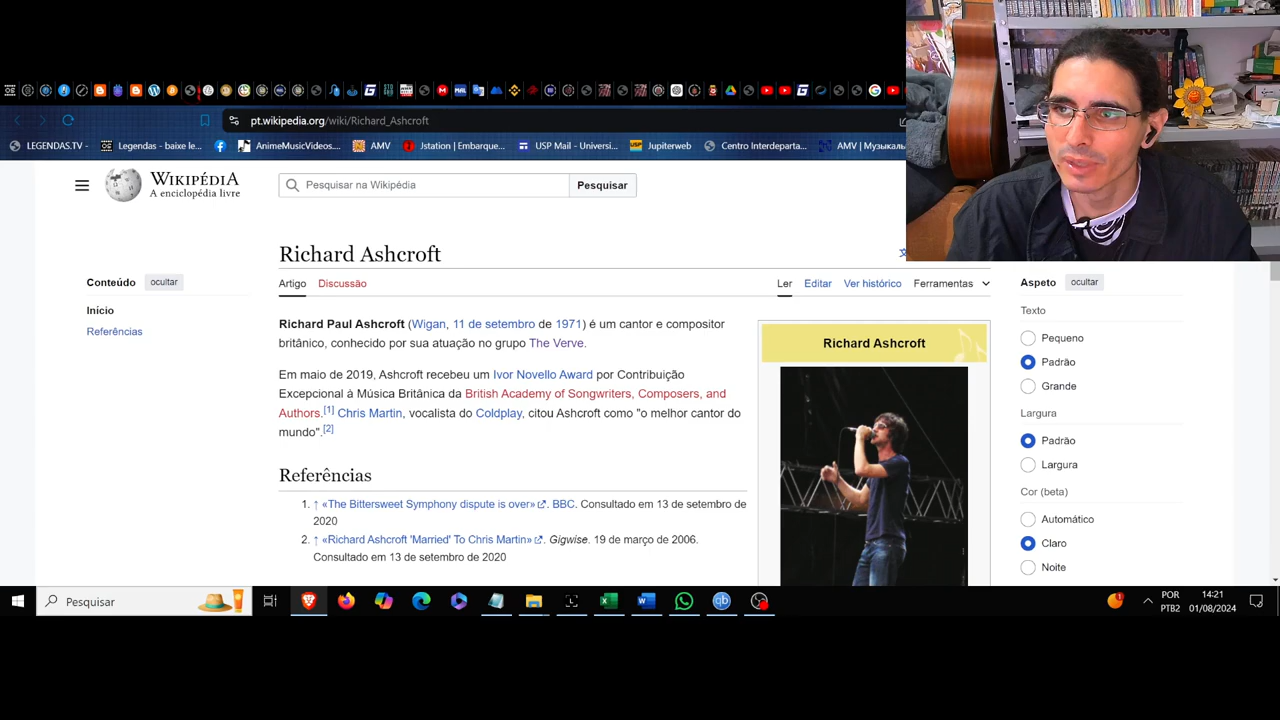 pt.wikipedia.org/wiki/Richard_Ashcroft
LEGENDAS.TV -
Legendas - baixe le...
AnimeMusicVideos....
AMV
Jstation | Embarque...
USP Mail - Universi...
Jupiterweb
Centro Interdeparta...
AMV | Музыкаль
WIKIPÉDIA
A enciclopédia livre
Pesquisar na Wikipédia
Pesquisar
Richard Ashcroft
Conteúdo ocultar
Início
Referências
Artigo Discussão
Ler Editar Ver histórico Ferramentas
Richard Paul Ashcroft (Wigan, 11 de setembro de 1971) é um cantor e compositor
britânico, conhecido por sua atuação no grupo The Verve.
Em maio de 2019, Ashcroft recebeu um Ivor Novello Award por Contribuição
Excepcional à Música Britânica da British Academy of Songwriters, Composers, and
Authors.[1] Chris Martin, vocalista do Coldplay, citou Ashcroft como "o melhor cantor do
mundo".[2]
Referências
1. ↑ «The Bittersweet Symphony dispute is over». BBC. Consultado em 13 de setembro de
2020
2. ↑ «Richard Ashcroft 'Married' To Chris Martin». Gigwise. 19 de março de 2006.
Consultado em 13 de setembro de 2020
Richard Ashcroft
Aspeto ocultar
Texto
Pequeno
Padrão
Grande
Largura
Padrão
Largura
Cor (beta)
Automático
Claro
Noite
Pesquisar
POR
PTB2
14:21
01/08/2024